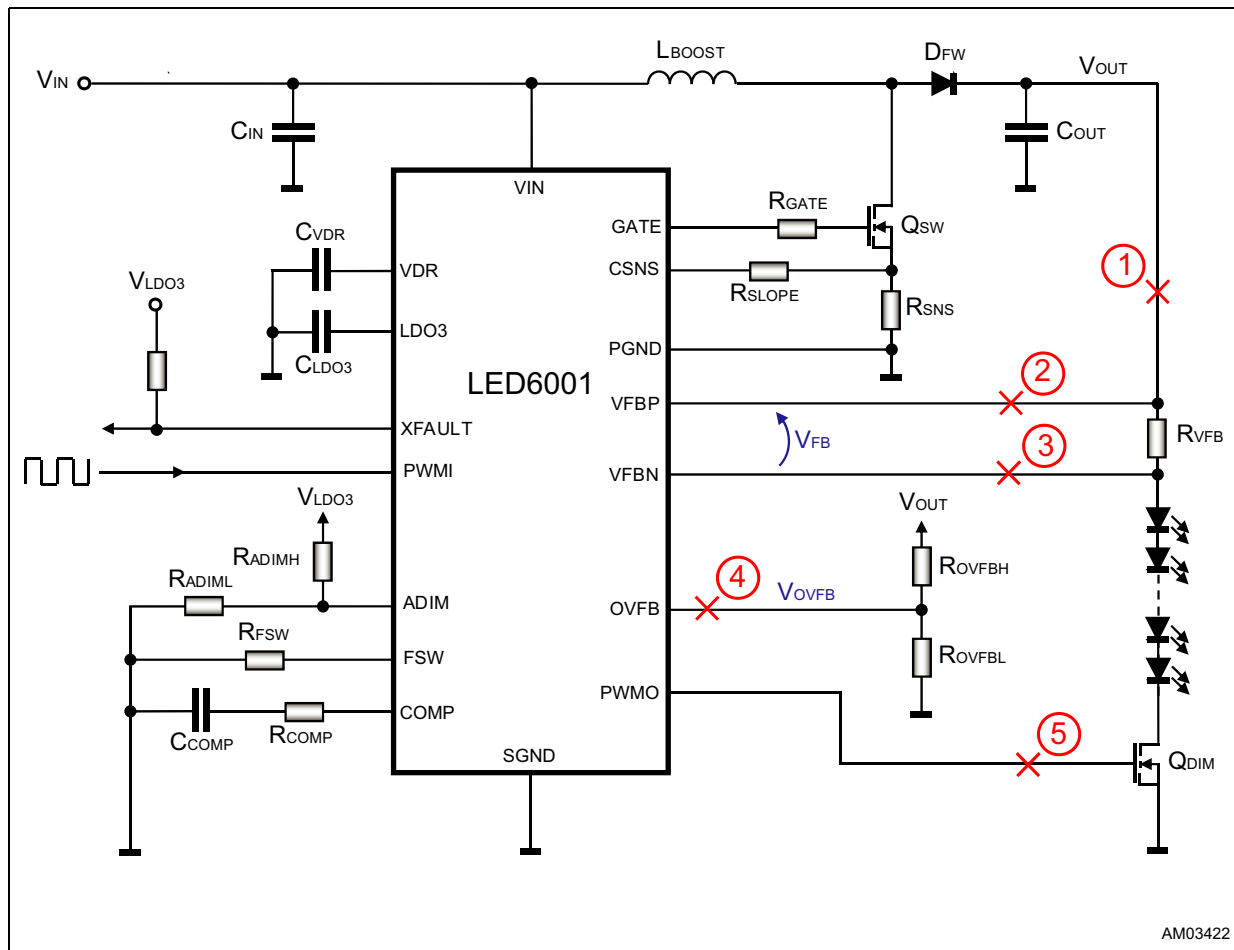 LBOOST
DFW
VOUT
VIN
CIN
COUT
VIN
RGATE
GATE
QSW
CVDR
VDR
CSNS
RSLOPE
VLDO3
LDO3
RSNS
1
CLDO3
PGND
LED6001
2
VFBP
XFAULT
VFB
RVFB
3
PWMI
VFBN
VLDO3
VOUT
RADIMH
ROVFBH
RADIML
4
ADIM
OVFB
VOVFB
RFSW
FSW
ROVFBL
PWMO
COMP
CCOMP
RCOMP
5
SGND
QDIM
AM03422